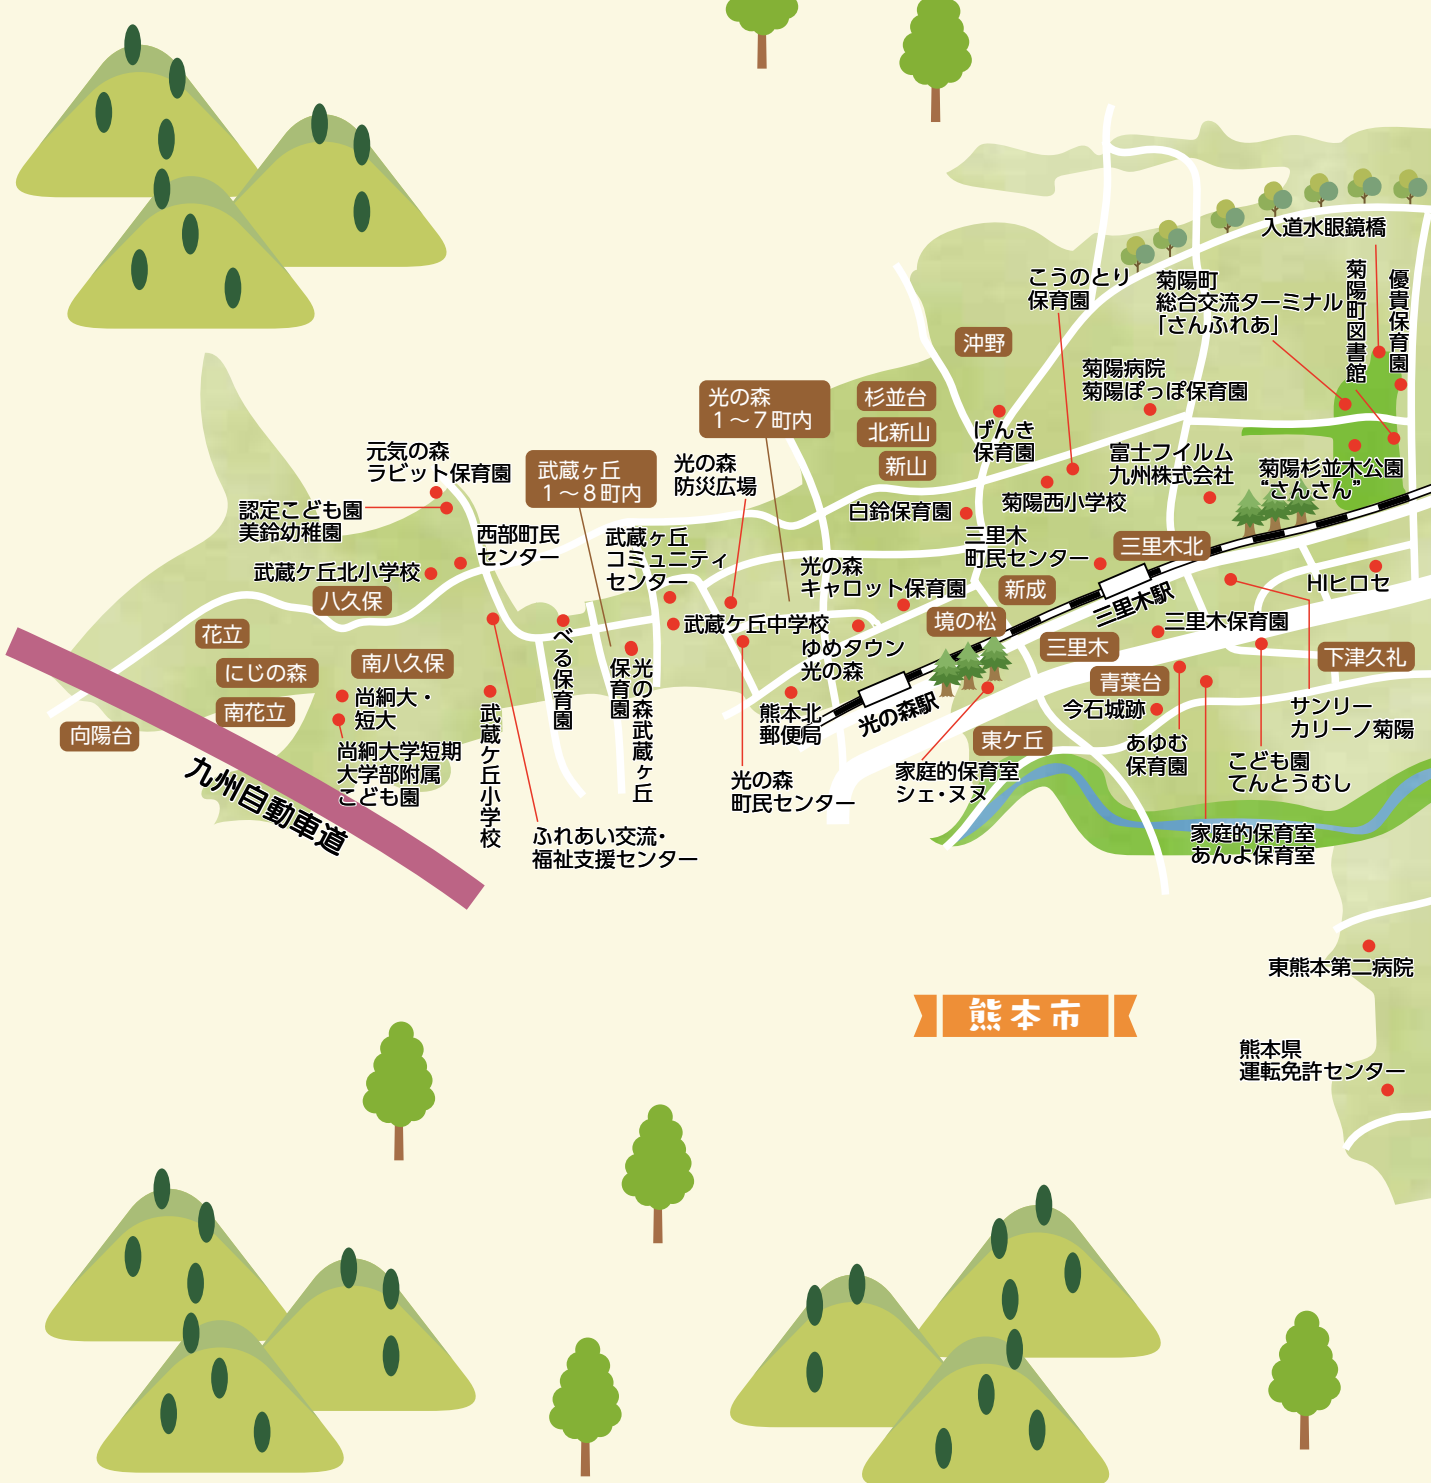 入道水眼鏡橋
菊陽町図書館
優貴保育園
こうのとり
保育園
菊陽町
総合交流ターミナル
「さんふれあ」
沖野
菊陽病院
菊陽ぽっぽ保育園
光の森
1～7町内
杉並台
北新山
新山
げんき
保育園
富士フイルム
九州株式会社
菊陽杉並木公園
“さんさん”
元気の森
ラビット保育園
武蔵ヶ丘
1～8町内
光の森
防災広場
菊陽西小学校
認定こども園
美鈴幼稚園
白鈴保育園
西部町民
センター
武蔵ヶ丘
コミュニティ
センター
三里木
町民センター
三里木北
武蔵ケ丘北小学校
光の森
キャロット保育園
新成
三里木駅
HIヒロセ
八久保
境の松
三里木保育園
花立
武蔵ケ丘中学校
ゆめタウン
光の森
三里木
下津久礼
にじの森
南八久保
べる保育園
光の森武蔵ヶ丘
保育園
青葉台
南花立
尚絅大・
短大
武蔵ケ丘小学校
熊本北
郵便局
光の森駅
今石城跡
サンリー
カリーノ菊陽
向陽台
東ケ丘
あゆむ
保育園
尚絅大学短期
大学部附属
こども園
こども園
てんとうむし
九州自動車道
光の森
町民センター
家庭的保育室
シェ・ヌヌ
ふれあい交流・
福祉支援センター
家庭的保育室
あんよ保育室
東熊本第二病院
熊本市
熊本県
運転免許センター